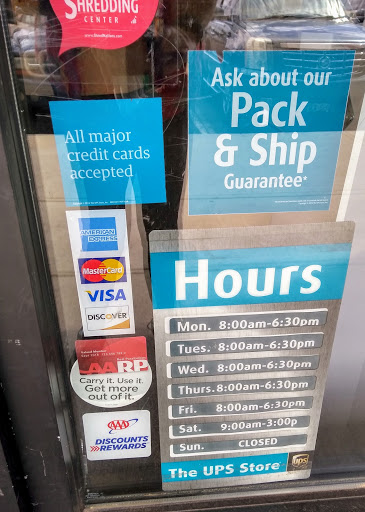 SHREDDING
CENTER
Ask about our
Pack
& Ship
Guarantee*
All major
credit cards
accepted
AMERICAN
EXPRESS
MasterCard
VISA
DISCOVER
AARP
Carry it. Use it.
Get more
out of it.
AAA
DISCOUNTS
REWARDS
Hours
Mon. 8:00am-6:30pm
Tues. 8:00am-6:30pm
Wed. 8:00am-6:30pm
Thurs. 8:00am-6:30pm
Fri. 8:00am-6:30pm
Sat. 9:00am-3:00p
Sun. CLOSED
The UPS Store
ups